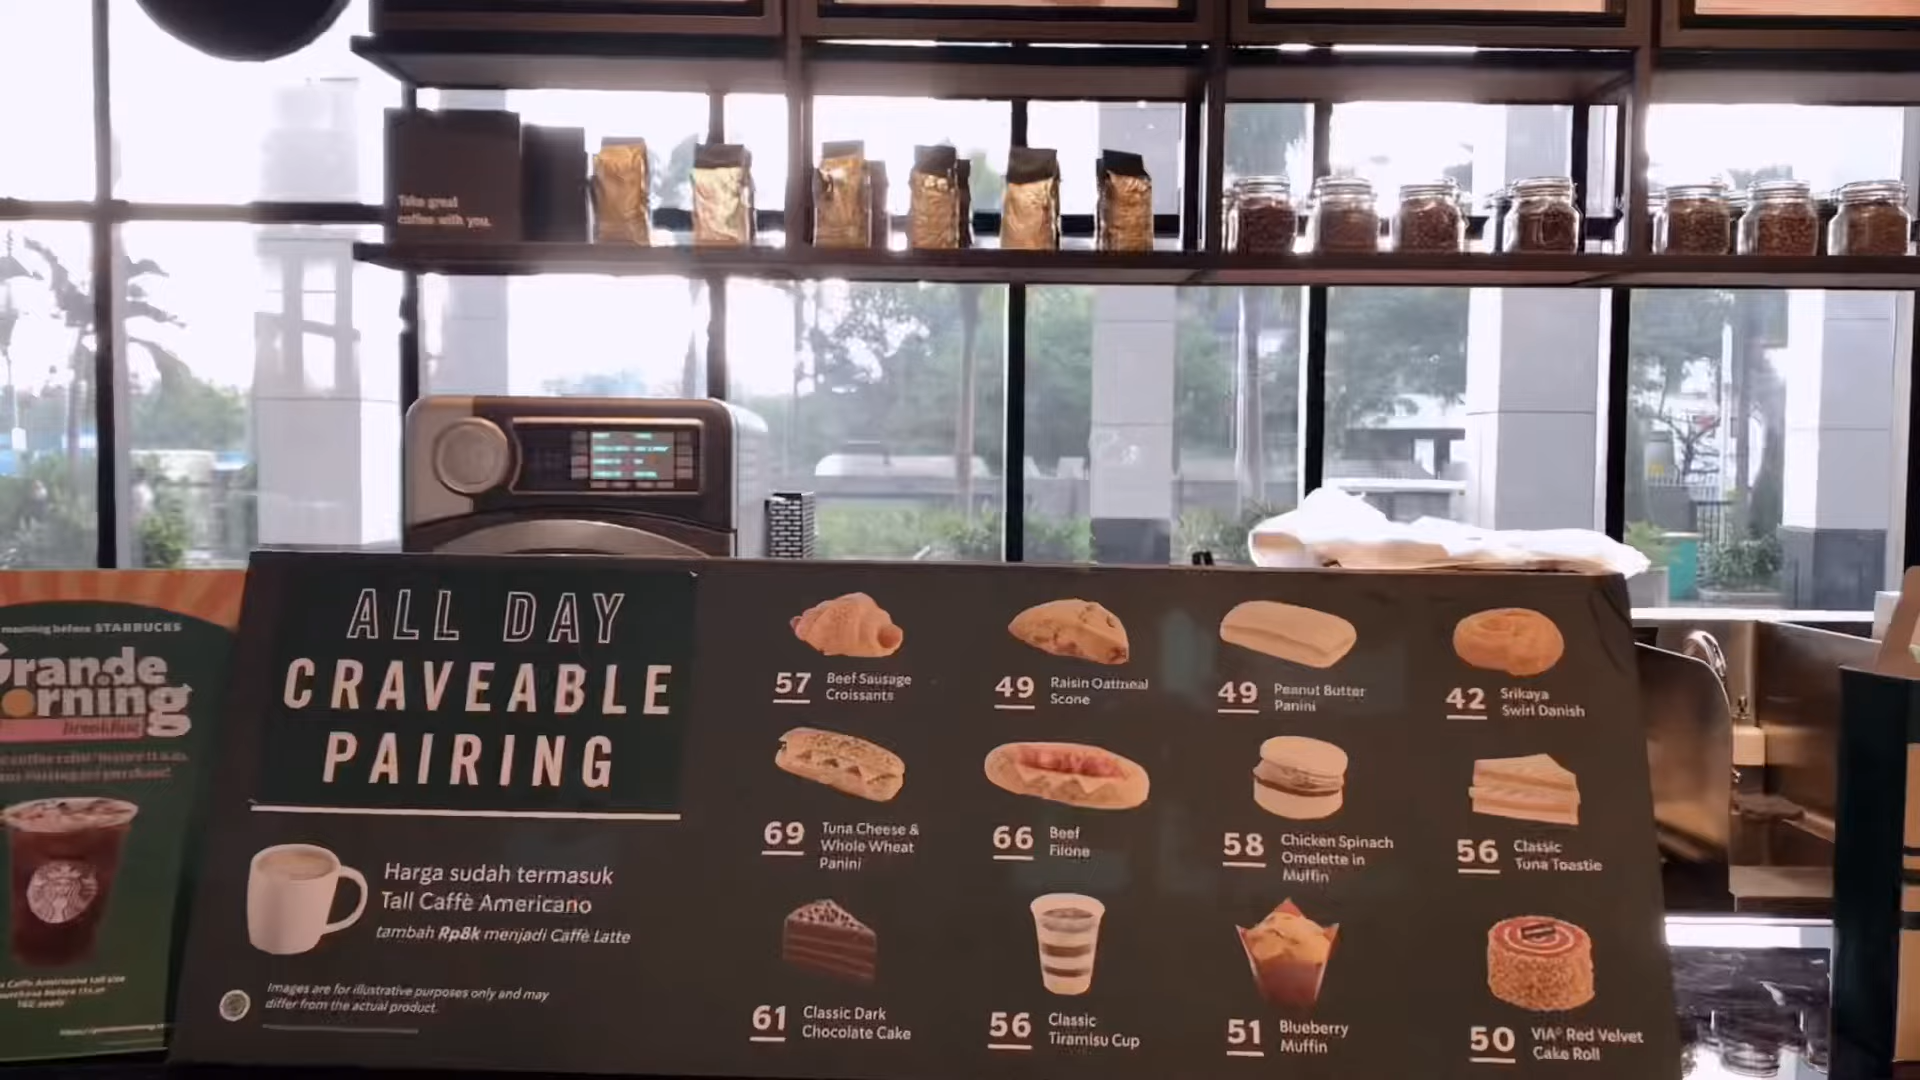 Take great
coffee with you.
morning before STARBUCKS
Grande
morning
breakfast
ALL DAY
CRAVEABLE
PAIRING
Harga sudah termasuk
Tall Caffè Americano
tambah Rp8k menjadi Caffè Latte
Images are for illustrative purposes only and may
differ from the actual product.
57 Beef Sausage
Croissants
49 Raisin Oatmeal
Scone
49 Peanut Butter
Panini
42 Srikaya
Swirl Danish
69 Tuna Cheese &
Whole Wheat
Panini
66 Beef
Filone
58 Chicken Spinach
Omelette in
Muffin
56 Classic
Tuna Toastie
61 Classic Dark
Chocolate Cake
56 Classic
Tiramisu Cup
51 Blueberry
Muffin
50 VIA® Red Velvet
Cake Roll